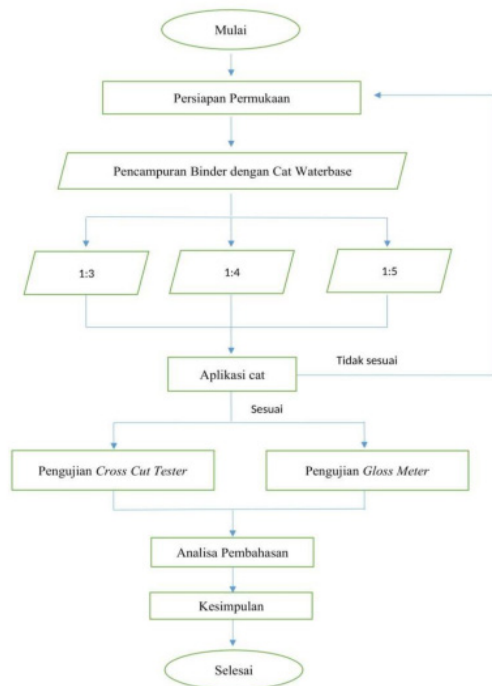 Mulai
Persiapan Permukaan
Pencampuran Binder dengan Cat Waterbase
1:3
1:4
1:5
Aplikasi cat
Tidak sesuai
Sesuai
Pengujian Cross Cut Tester
Pengujian Gloss Meter
Analisa Pembahasan
Kesimpulan
Selesai